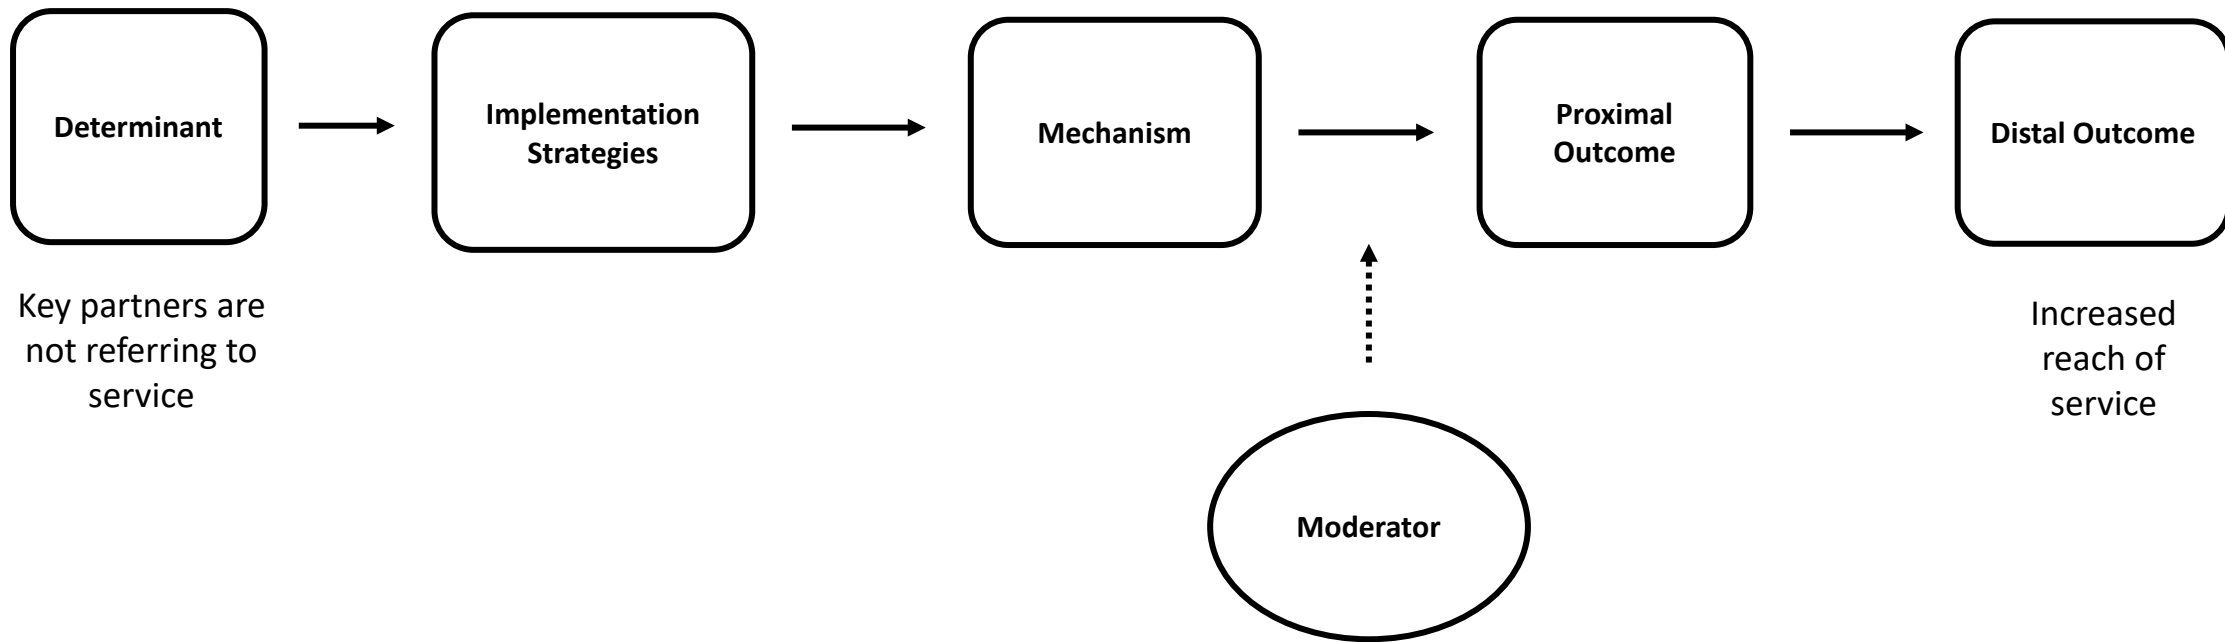 Determinant
Implementation
Strategies
Mechanism
Proximal
Outcome
Distal Outcome
Key partners are
not referring to
service
Increased
reach of
service
Moderator